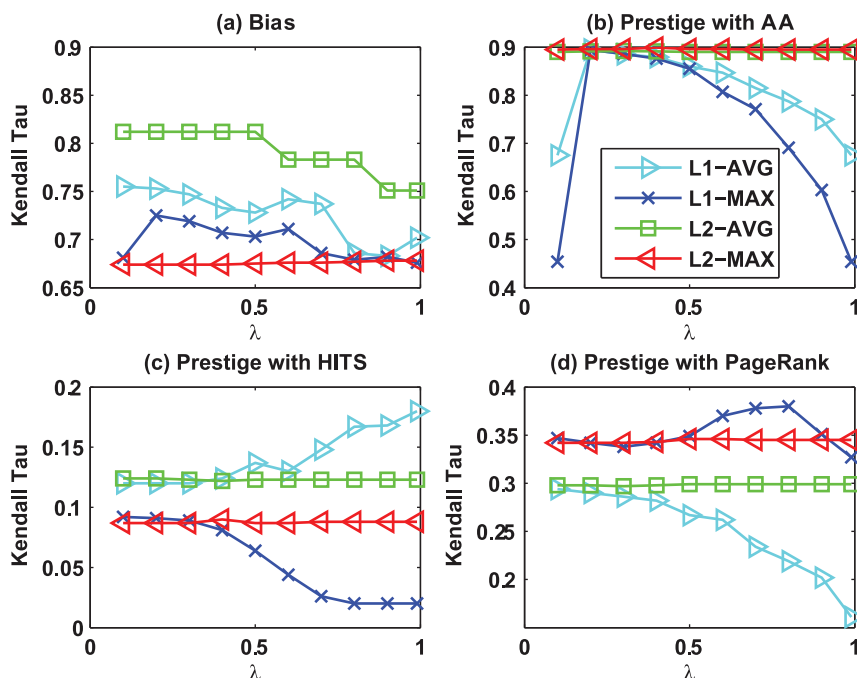 (a) Bias
Kendall Tau
0.9
0.85
0.8
0.75
0.7
0.65
0
0.5
1
λ
(b) Prestige with AA
Kendall Tau
0.9
0.8
0.7
0.6
0.5
0.4
0
0.5
1
λ
L1−AVG
L1−MAX
L2−AVG
L2−MAX
(c) Prestige with HITS
Kendall Tau
0.2
0.15
0.1
0.05
0
0
0.5
1
λ
(d) Prestige with PageRank
Kendall Tau
0.4
0.35
0.3
0.2
0
0.5
1
λ